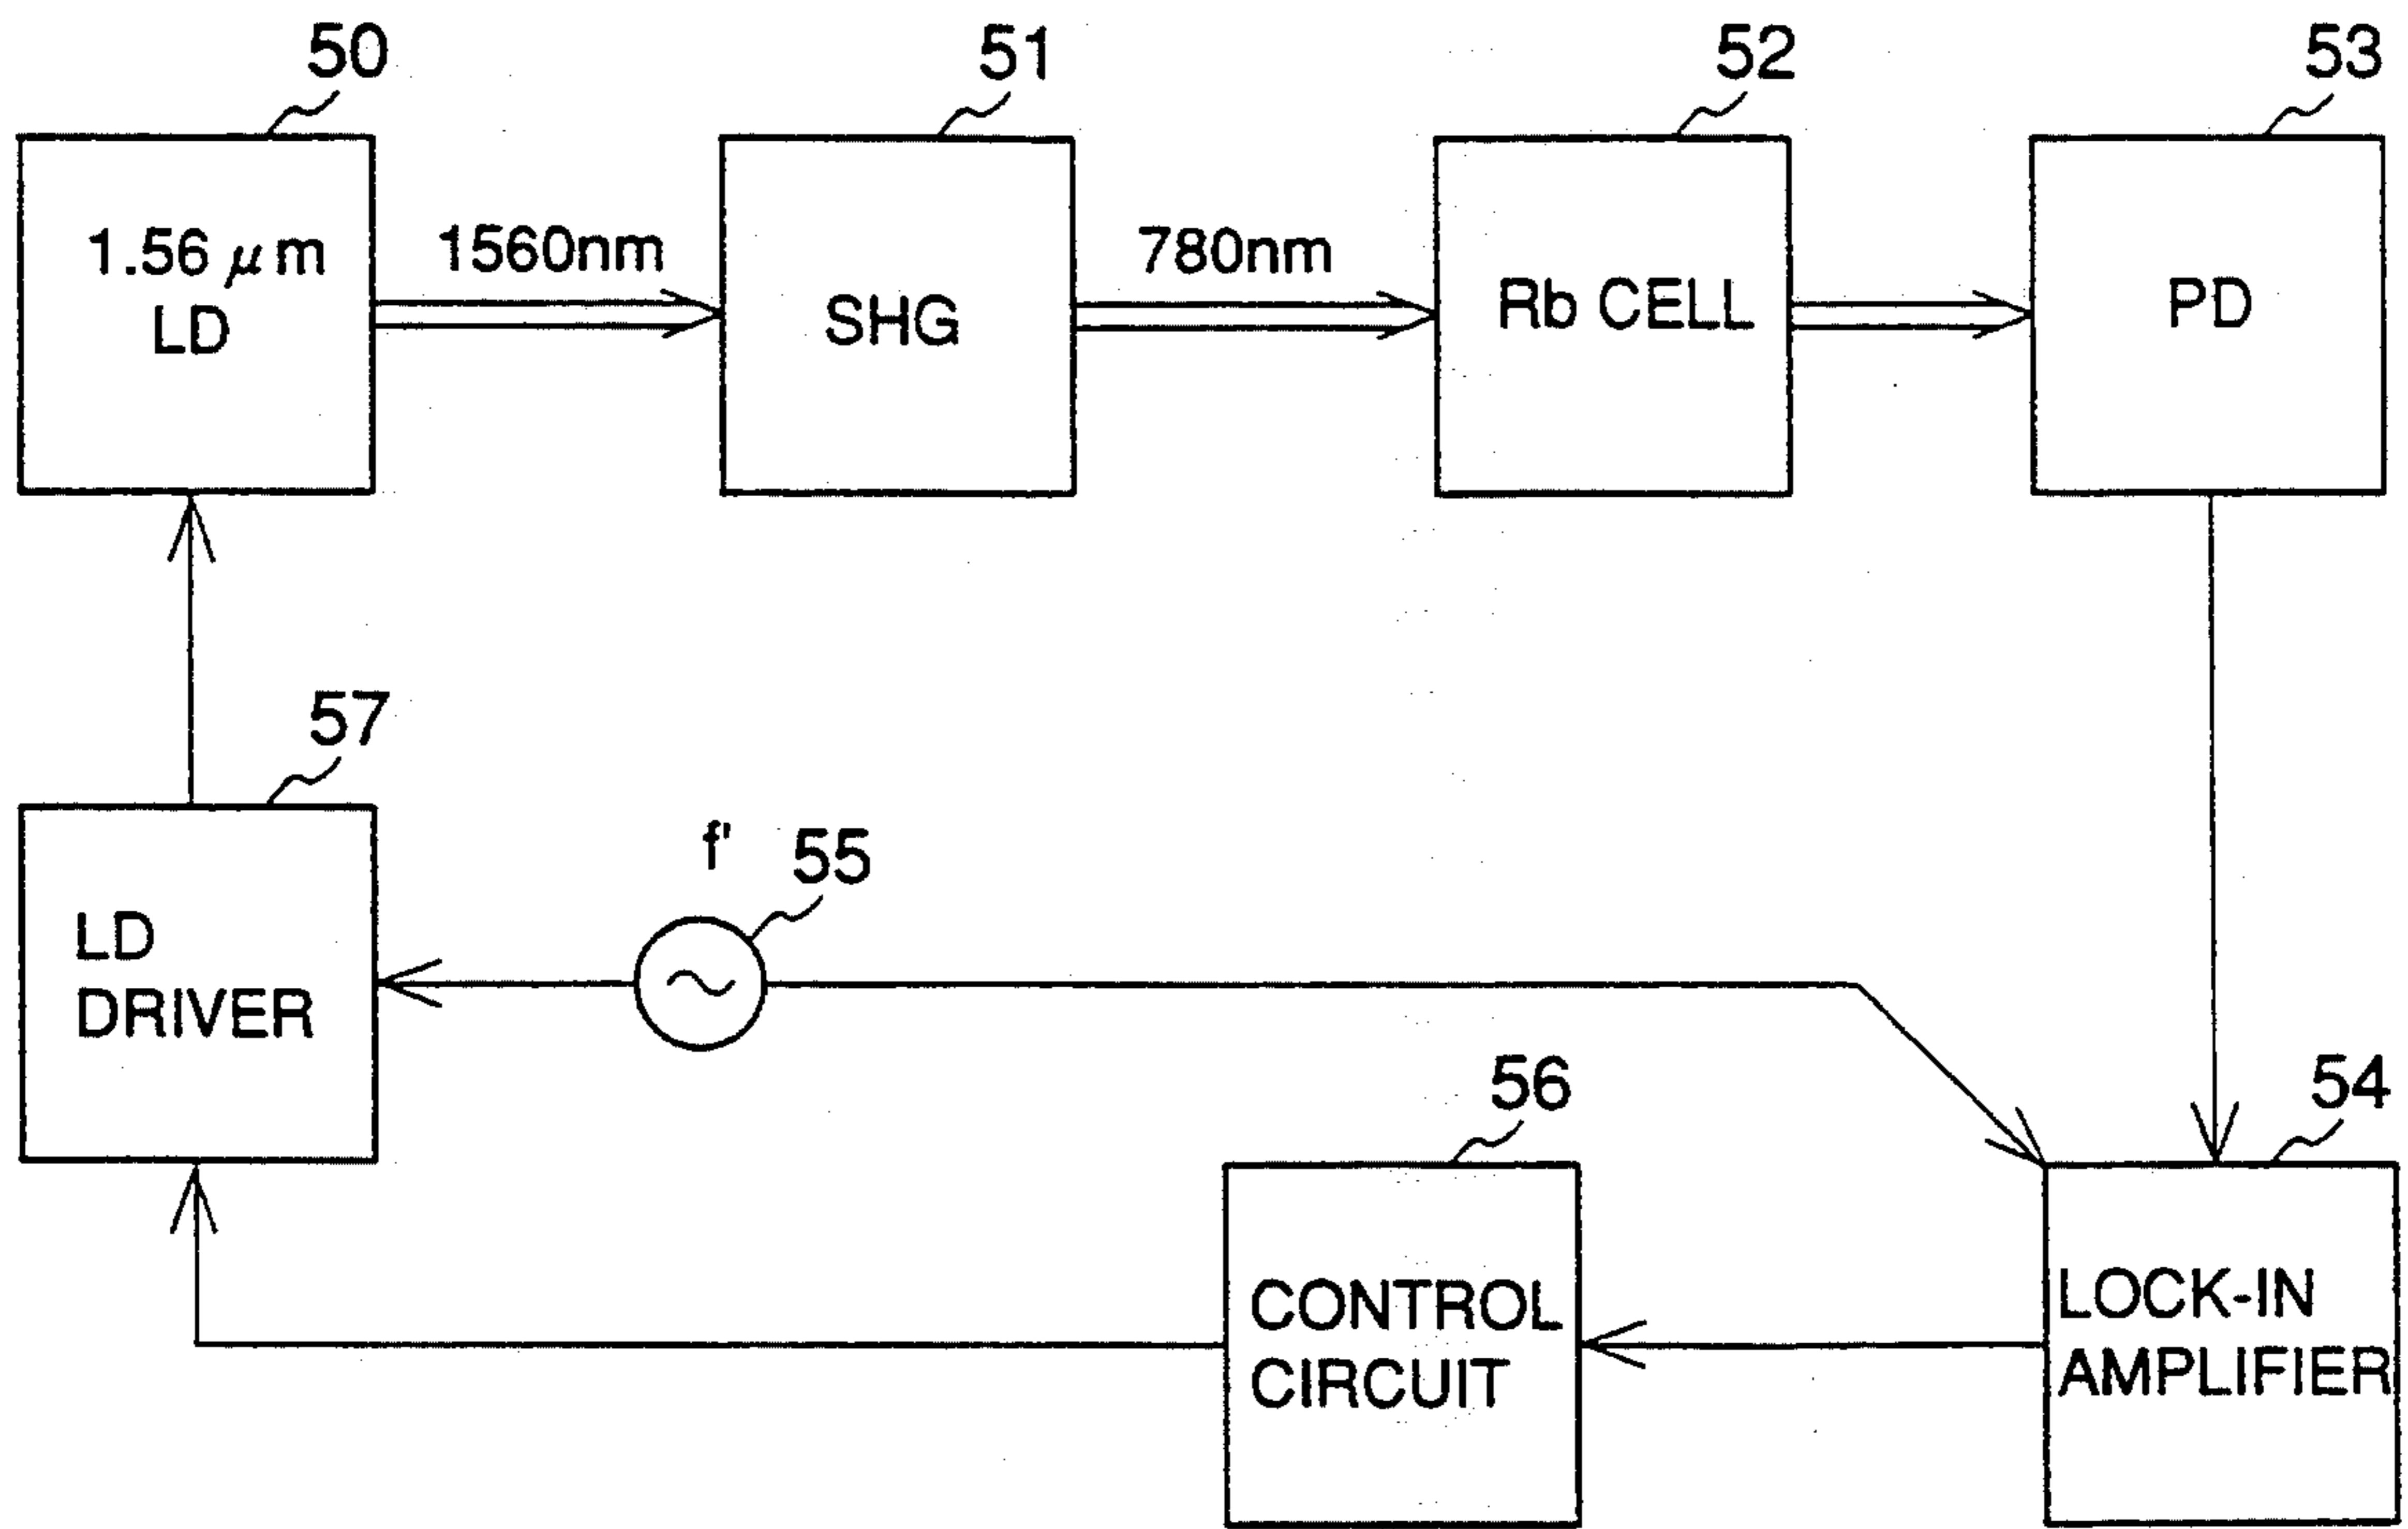 50
51
52
53
1.56 μm
LD
1560nm
SHG
780nm
Rb CELL
PD
57
f'
55
LD
DRIVER
56
54
CONTROL
CIRCUIT
LOCK-IN
AMPLIFIER